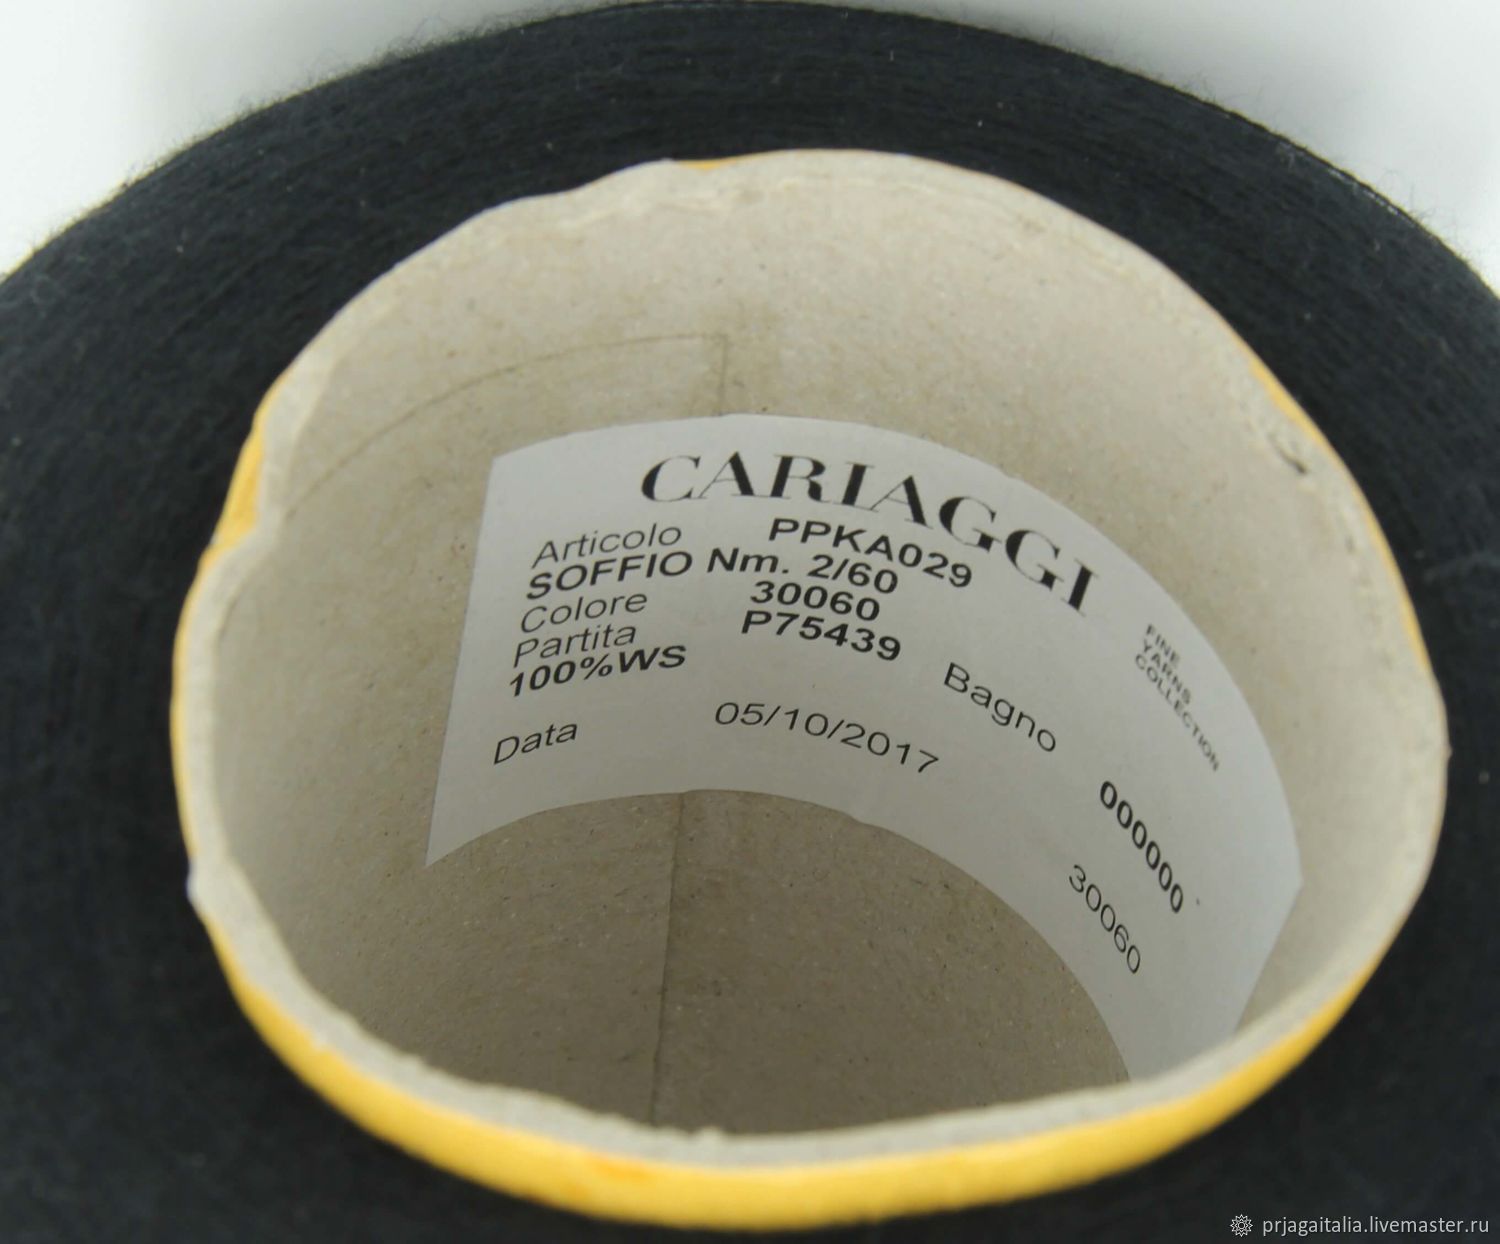 CARIAGGI
FINE
YARNS
COLLECTION
Articolo PPKA029
SOFFIO Nm. 2/60
Colore 30060
Partita P75439 Bagno 000000
100%WS
Data 05/10/2017 30060
prjagaitalia.livemaster.ru